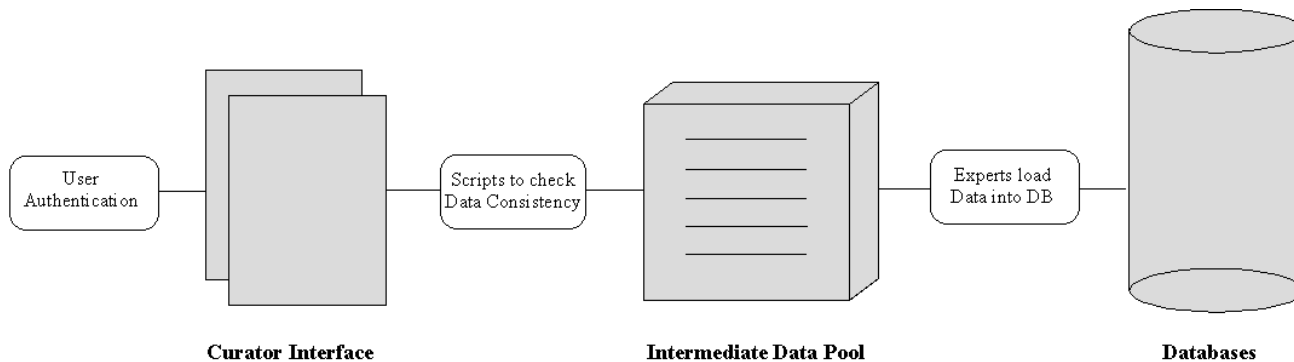 User
Authentication
Scripts to check
Data Consistency
Experts load
Data into DB
Curator Interface
Intermediate Data Pool
Databases